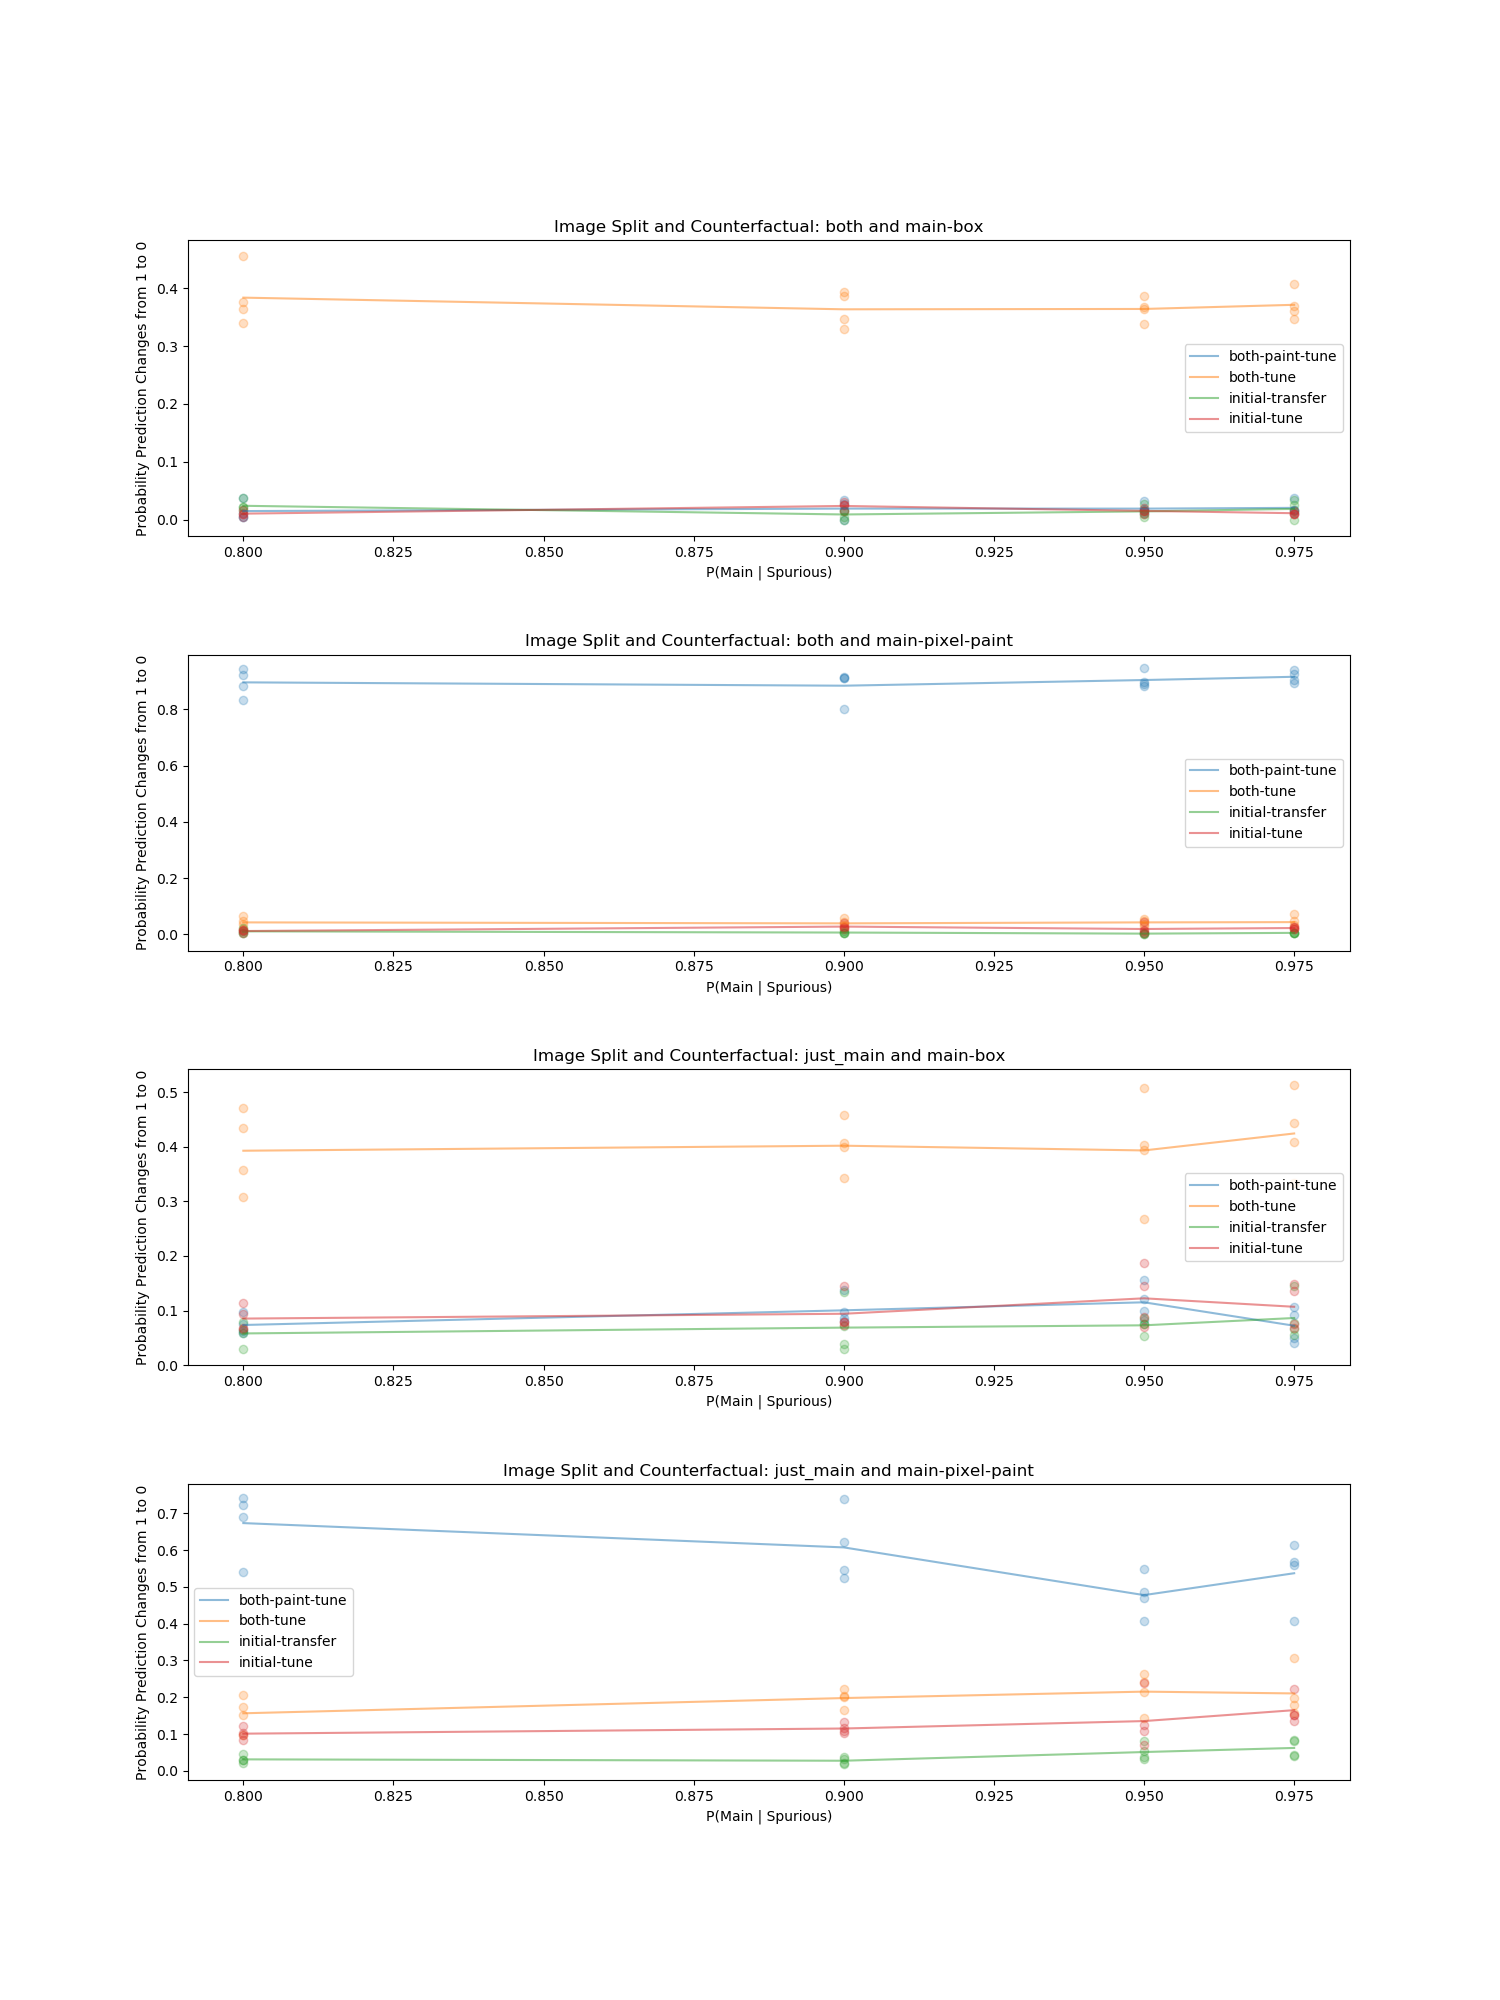 Image Split and Counterfactual: both and main-box
Probability Prediction Changes from 1 to 0
0.4
0.3
0.2
0.1
0.0
both-paint-tune
both-tune
initial-transfer
initial-tune
0.800 0.825 0.850 0.875 0.900 0.925 0.950 0.975
P(Main | Spurious)
Image Split and Counterfactual: both and main-pixel-paint
Probability Prediction Changes from 1 to 0
0.8
0.6
0.4
0.2
0.0
both-paint-tune
both-tune
initial-transfer
initial-tune
0.800 0.825 0.850 0.875 0.900 0.925 0.950 0.975
P(Main | Spurious)
Image Split and Counterfactual: just_main and main-box
Probability Prediction Changes from 1 to 0
0.5
0.4
0.3
0.2
0.1
0.0
both-paint-tune
both-tune
initial-transfer
initial-tune
0.800 0.825 0.850 0.875 0.900 0.925 0.950 0.975
P(Main | Spurious)
Image Split and Counterfactual: just_main and main-pixel-paint
Probability Prediction Changes from 1 to 0
0.7
0.6
0.5
0.4
0.3
0.2
0.1
0.0
both-paint-tune
both-tune
initial-transfer
initial-tune
0.800 0.825 0.850 0.875 0.900 0.925 0.950 0.975
P(Main | Spurious)